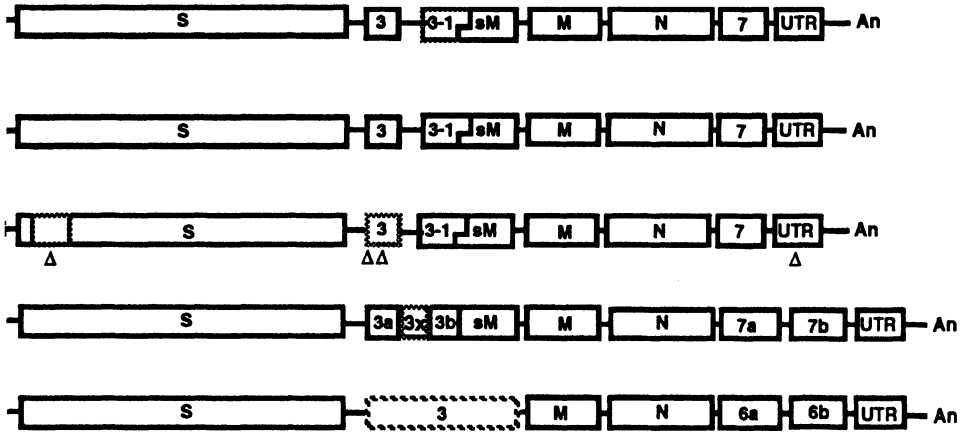 S 3 3-1 sM M N 7 UTR An
S 3 3-1 sM M N 7 UTR An
S 3 3-1 sM M N 7 UTR An
Δ Δ Δ Δ
S 3a 3x 3b sM M N 7a 7b UTR An
S 3 M N 6a 6b UTR An